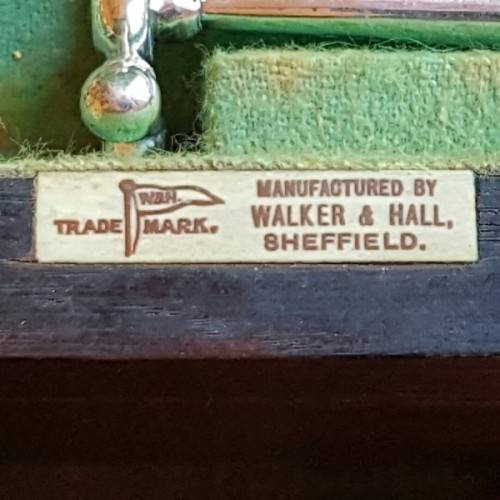 W&H.
TRADE MARK.
MANUFACTURED BY
WALKER & HALL,
SHEFFIELD.